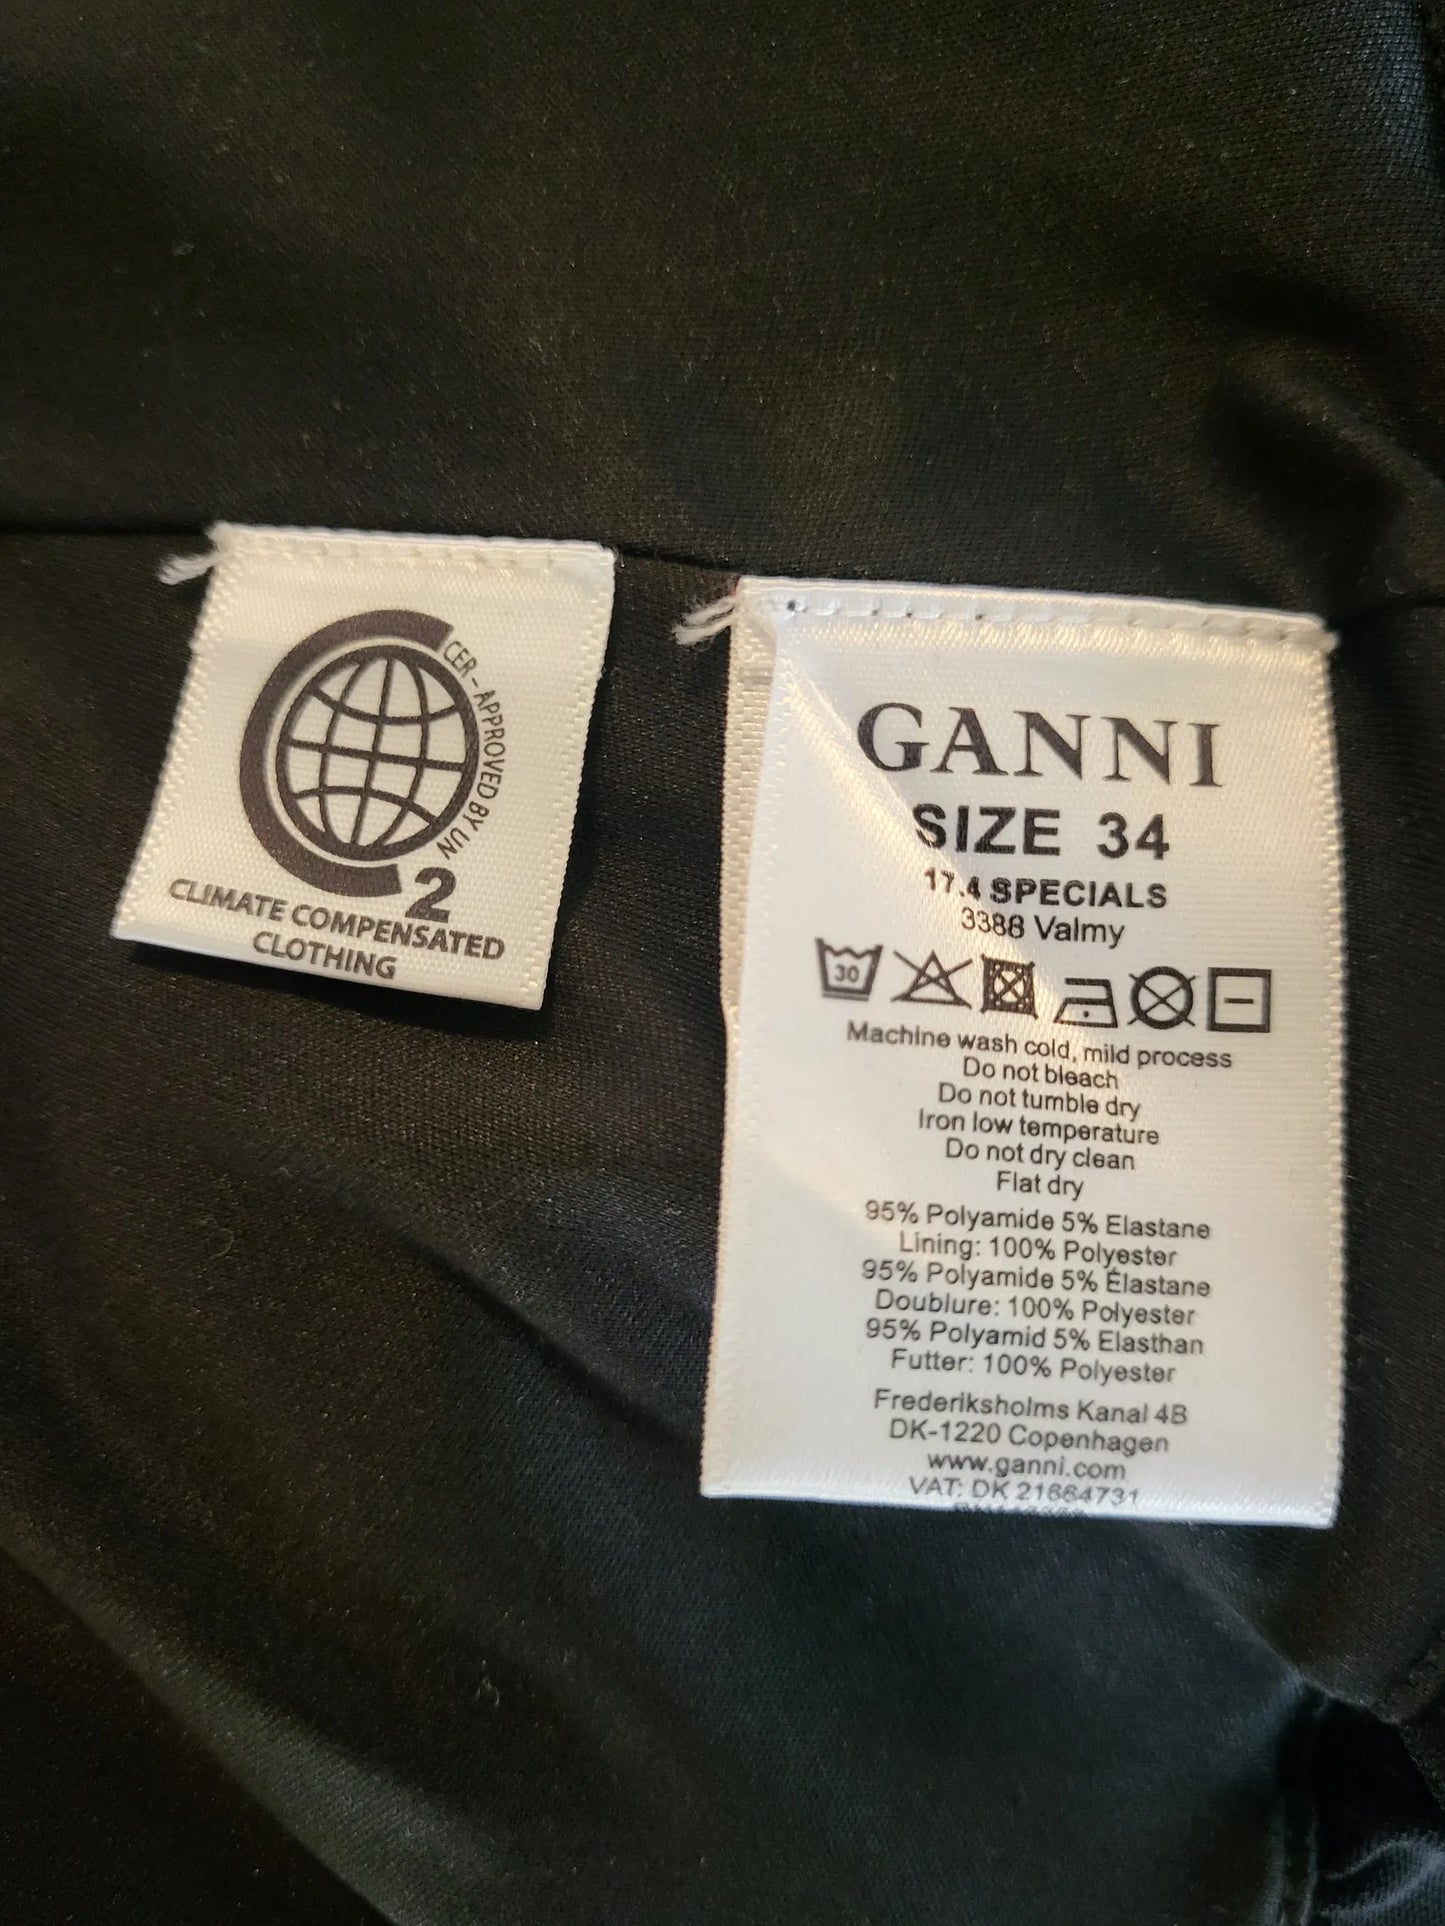 CER - APPROVED BY UN
2
CLIMATE COMPENSATED
CLOTHING
GANNI
SIZE 34
17.4 SPECIALS
3388 Valmy
30
Machine wash cold, mild process
Do not bleach
Do not tumble dry
Iron low temperature
Do not dry clean
Flat dry
95% Polyamide 5% Elastane
Lining: 100% Polyester
95% Polyamide 5% Élastane
Doublure: 100% Polyester
95% Polyamid 5% Elasthan
Futter: 100% Polyester
Frederiksholms Kanal 4B
DK-1220 Copenhagen
www.ganni.com
VAT: DK 21664731